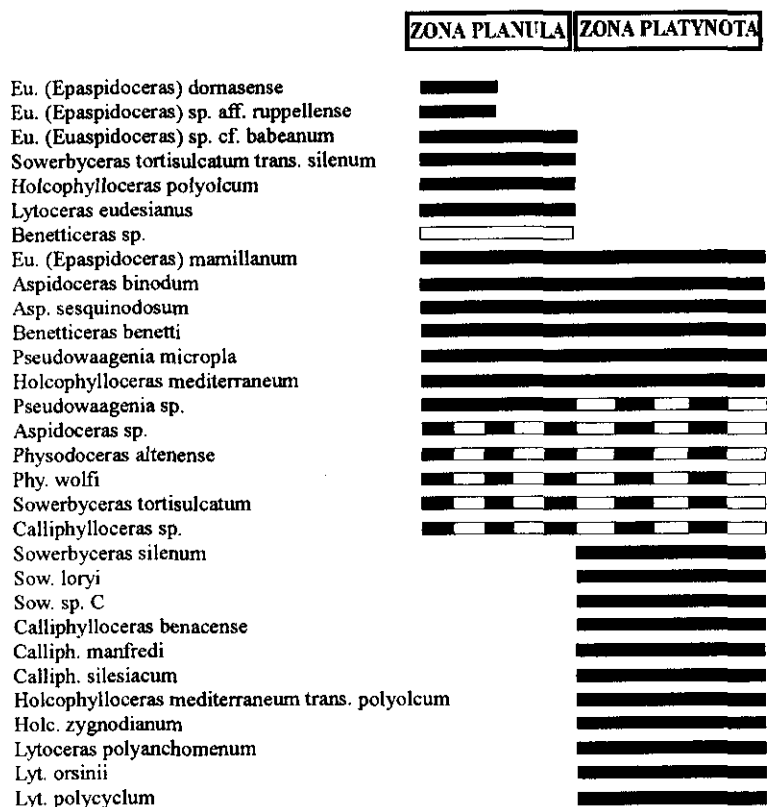 ZONA PLANULA ZONA PLATYNOTA
Eu. (Epaspidoceras) dornasense
Eu. (Epaspidoceras) sp. aff. ruppellense
Eu. (Euaspidoceras) sp. cf. babeanum
Sowerbyceras tortisulcatum trans. silenum
Holcophylloceras polyolcum
Lytoceras eudesianus
Benetticeras sp.
Eu. (Epaspidoceras) mamillanum
Aspidoceras binodum
Asp. sesquinodosum
Benetticeras benetti
Pseudowaagenia micropla
Holcophylloceras mediterraneum
Pseudowaagenia sp.
Aspidoceras sp.
Physodoceras altenense
Phy. wolfi
Sowerbyceras tortisulcatum
Calliphylloceras sp.
Sowerbyceras silenum
Sow. loryi
Sow. sp. C
Calliphylloceras benacense
Calliph. manfredi
Calliph. silesiacum
Holcophylloceras mediterraneum trans. polyolcum
Holc. zygnodianum
Lytoceras polyanchomenum
Lyt. orsinii
Lyt. polycyclum